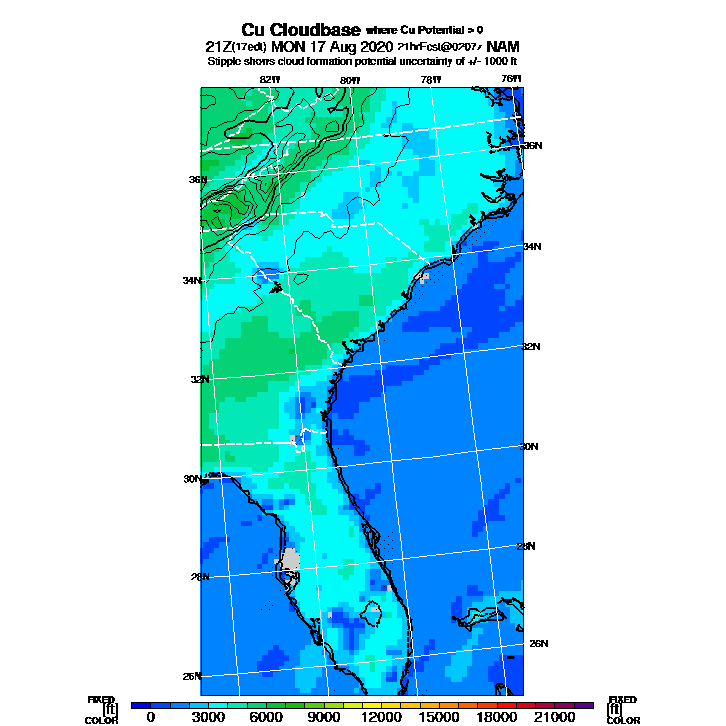 Cu Cloudbase where Cu Potential > 0
21Z(17edt) MON 17 Aug 2020 21hrFcst@0207z NAM
Stipple shows cloud formation potential uncertainty of +/- 1000 ft
82W 80W 78W 76W
36N
36N
34N
34N
32N
32N
30N
30N
28N
28N
26N
26N
FIXED [ft] COLOR
0 3000 6000 9000 12000 15000 18000 21000
FIXED [ft] COLOR